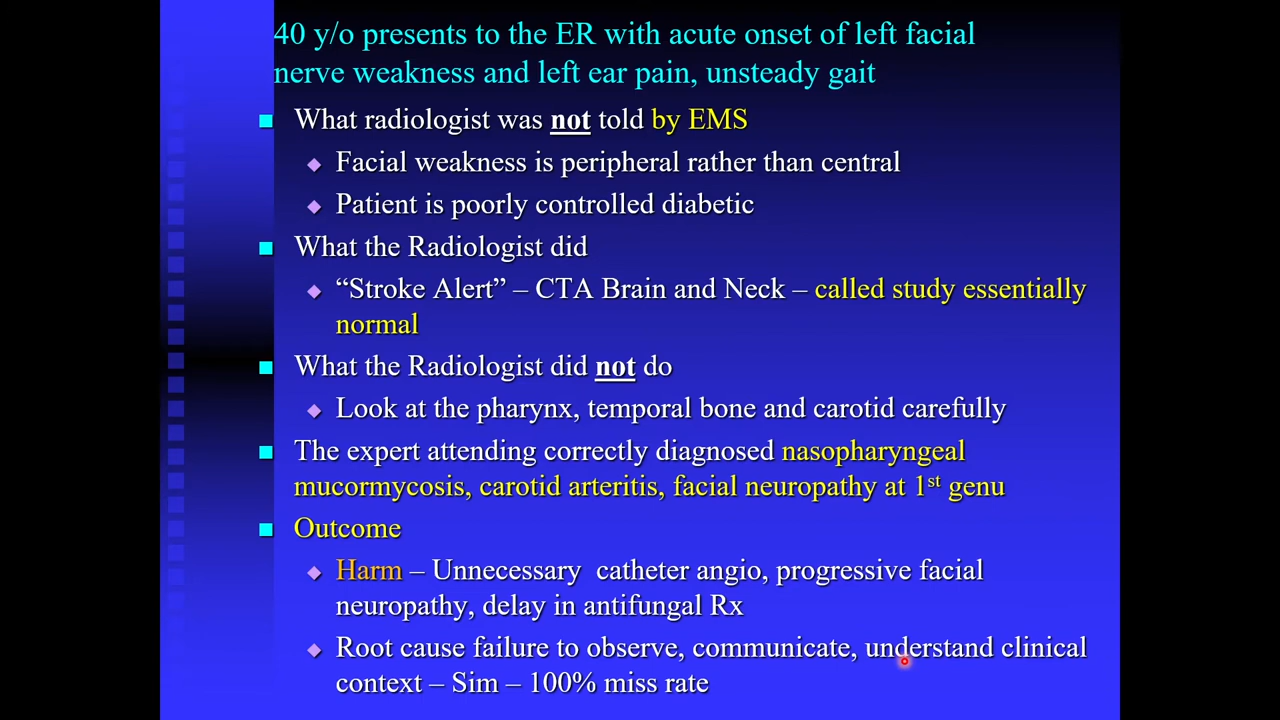 40 y/o presents to the ER with acute onset of left facial
nerve weakness and left ear pain, unsteady gait
What radiologist was not told by EMS
Facial weakness is peripheral rather than central
Patient is poorly controlled diabetic
What the Radiologist did
“Stroke Alert” – CTA Brain and Neck – called study essentially
normal
What the Radiologist did not do
Look at the pharynx, temporal bone and carotid carefully
The expert attending correctly diagnosed nasopharyngeal
mucormycosis, carotid arteritis, facial neuropathy at 1st genu
Outcome
Harm – Unnecessary catheter angio, progressive facial
neuropathy, delay in antifungal Rx
Root cause failure to observe, communicate, understand clinical
context – Sim – 100% miss rate